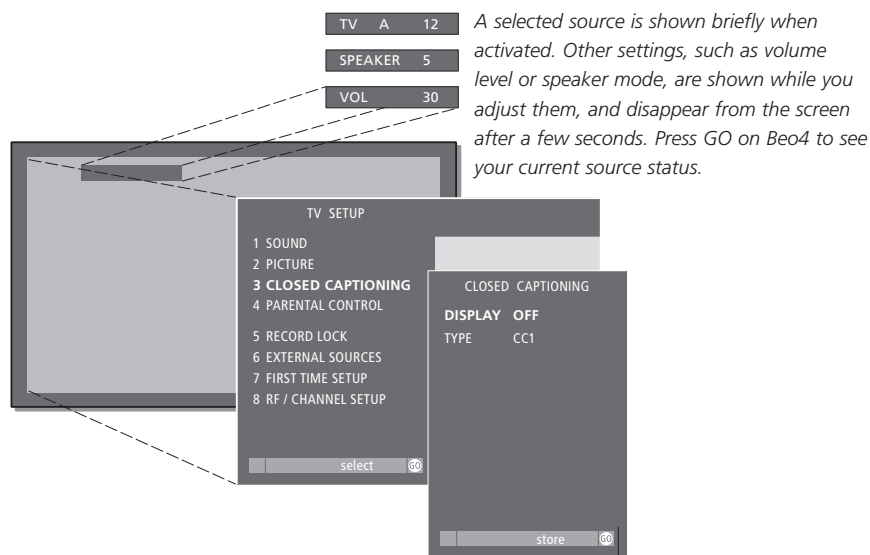 TV A 12
SPEAKER 5
VOL 30
A selected source is shown briefly when
activated. Other settings, such as volume
level or speaker mode, are shown while you
adjust them, and disappear from the screen
after a few seconds. Press GO on Beo4 to see
your current source status.
TV SETUP
1 SOUND
2 PICTURE
3 CLOSED CAPTIONING
4 PARENTAL CONTROL
5 RECORD LOCK
6 EXTERNAL SOURCES
7 FIRST TIME SETUP
8 RF / CHANNEL SETUP
select GO
CLOSED CAPTIONING
DISPLAY OFF
TYPE CC1
store GO